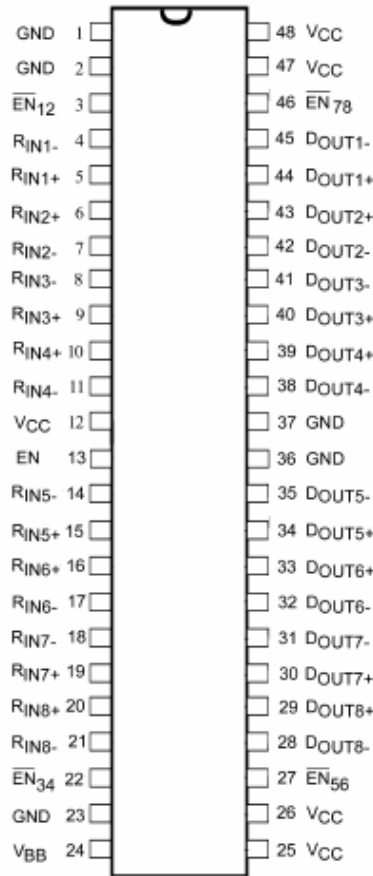 GND 1 48 VCC
GND 2 47 VCC
E̅N̅12 3 46 E̅N̅78
RIN1- 4 45 DOUT1-
RIN1+ 5 44 DOUT1+
RIN2+ 6 43 DOUT2+
RIN2- 7 42 DOUT2-
RIN3- 8 41 DOUT3-
RIN3+ 9 40 DOUT3+
RIN4+ 10 39 DOUT4+
RIN4- 11 38 DOUT4-
VCC 12 37 GND
EN 13 36 GND
RIN5- 14 35 DOUT5-
RIN5+ 15 34 DOUT5+
RIN6+ 16 33 DOUT6+
RIN6- 17 32 DOUT6-
RIN7- 18 31 DOUT7-
RIN7+ 19 30 DOUT7+
RIN8+ 20 29 DOUT8+
RIN8- 21 28 DOUT8-
E̅N̅34 22 27 E̅N̅56
GND 23 26 VCC
VBB 24 25 VCC